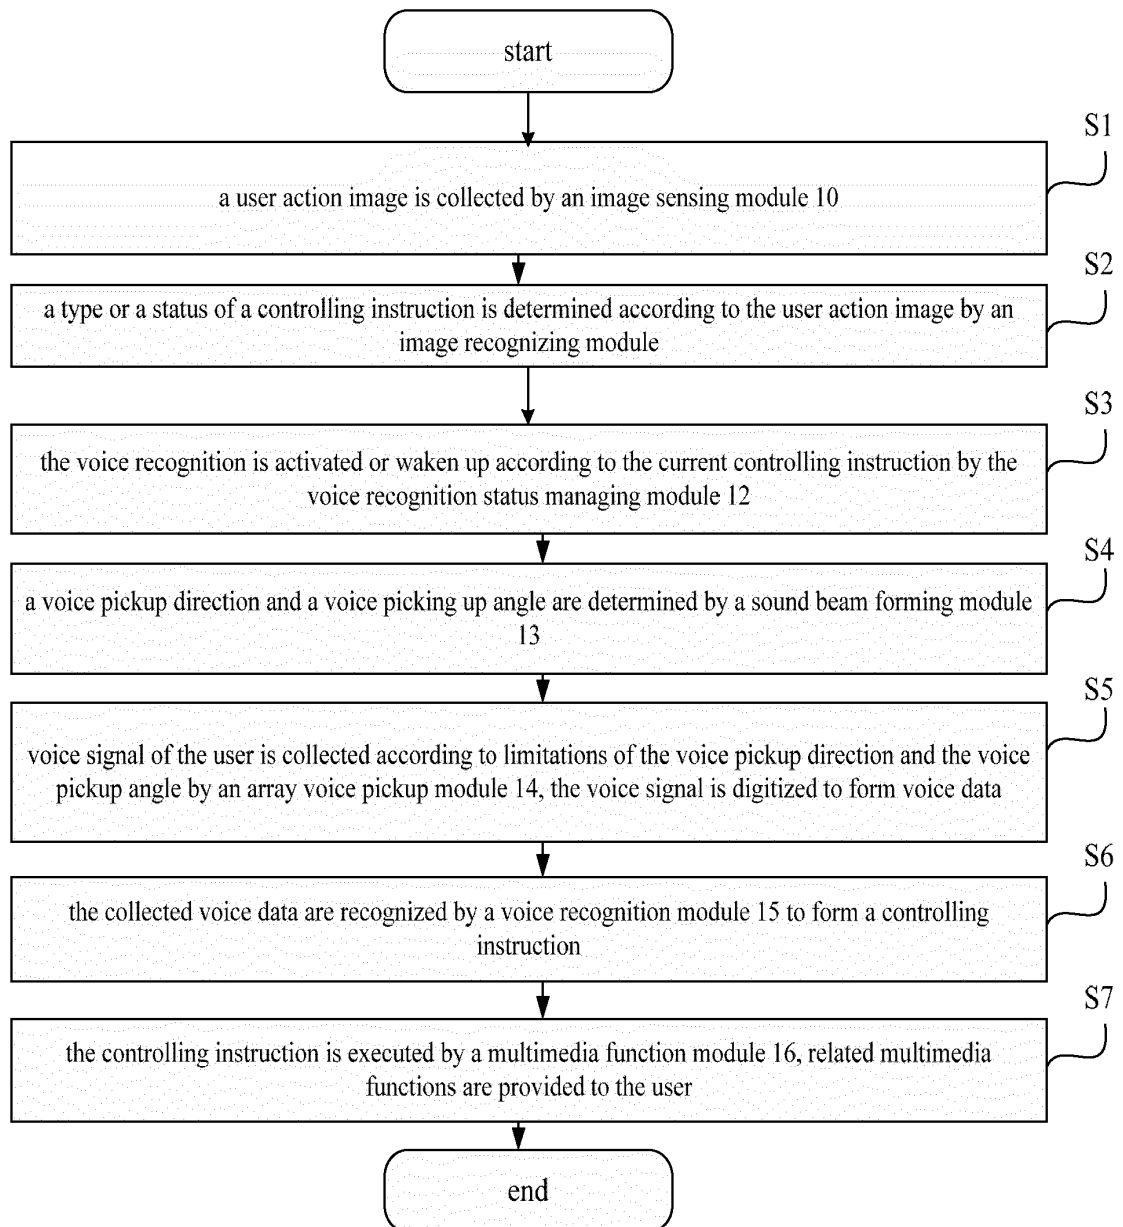 start
S1
a user action image is collected by an image sensing module 10
S2
a type or a status of a controlling instruction is determined according to the user action image by an
image recognizing module
S3
the voice recognition is activated or waken up according to the current controlling instruction by the
voice recognition status managing module 12
S4
a voice pickup direction and a voice picking up angle are determined by a sound beam forming module
13
S5
voice signal of the user is collected according to limitations of the voice pickup direction and the voice
pickup angle by an array voice pickup module 14, the voice signal is digitized to form voice data
S6
the collected voice data are recognized by a voice recognition module 15 to form a controlling
instruction
S7
the controlling instruction is executed by a multimedia function module 16, related multimedia
functions are provided to the user
end